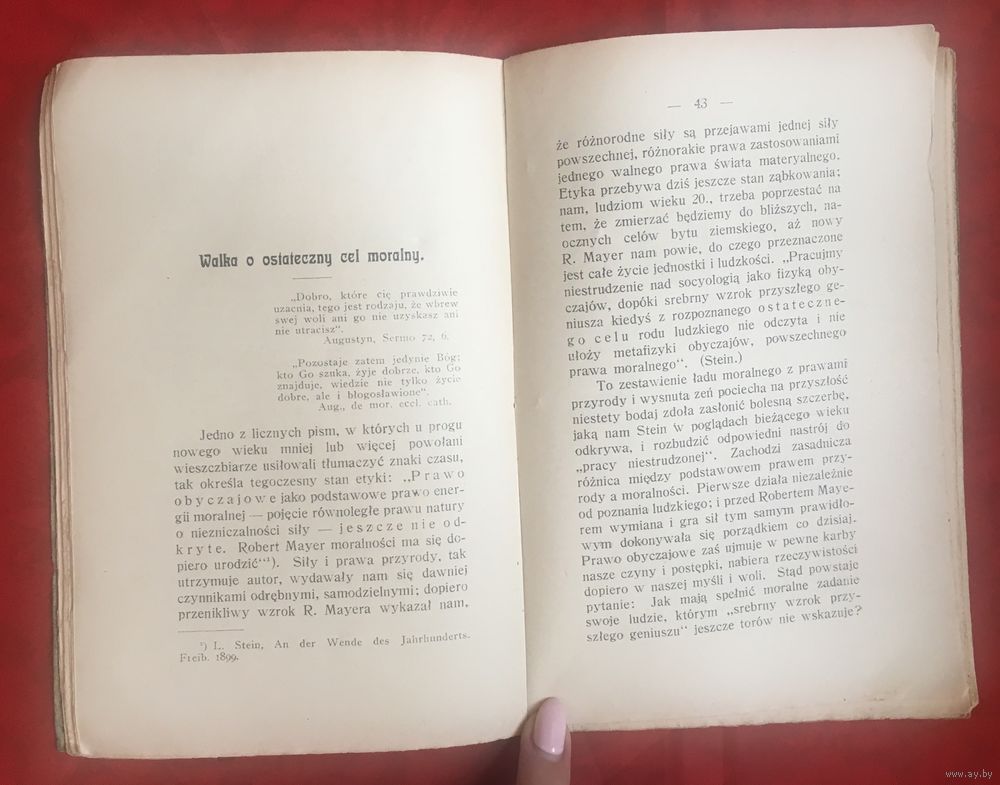 Walka o ostateczny cel moralny.
„Dobro, które cię prawdziwie
uzacnia, tego jest rodzaju, że wbrew
swej woli ani go nie uzyskasz ani
nie utracisz".
Augustyn, Sermo 72, 6.
„Pozostaje zatem jedynie Bóg;
kto Go szuka, żyje dobrze, kto Go
znajduje, wiedzie nie tylko życie
dobre, ale i błogosławione".
Aug., de mor. eccl. cath.
Jedno z licznych pism, w których u progu
nowego wieku mniej lub więcej powołani
wieszczbiarze usiłowali tłumaczyć znaki czasu,
tak określa tegoczesny stan etyki: „Prawo
obyczajowe jako podstawowe prawo ener-
gii moralnej — pojęcie równoległe prawu natury
o niezniczalności siły — jeszcze nie od-
kryte. Robert Mayer moralności ma się do-
piero urodzić"¹). Siły i prawa przyrody, tak
utrzymuje autor, wydawały nam się dawniej
czynnikami odrębnymi, samodzielnymi; dopiero
przenikliwy wzrok R. Mayera wykazał nam,
¹) L. Stein, An der Wende des Jahrhunderts.
Freib. 1899.
— 43 —
że różnorodne siły są przejawami jednej siły
powszechnej, różnorakie prawa zastosowaniami
jednego walnego prawa świata materyalnego.
Etyka przebywa dziś jeszcze stan ząbkowania;
nam, ludziom wieku 20., trzeba poprzestać na
tem, że zmierzać będziemy do bliższych, na-
ocznych celów bytu ziemskiego, aż nowy
R. Mayer nam powie, do czego przeznaczone
jest całe życie jednostki i ludzkości. „Pracujmy
niestrudzenie nad socyologią jako fizyką oby-
czajów, dopóki srebrny wzrok przyszłego ge-
niusza kiedyś z rozpoznanego ostateczne-
go celu rodu ludzkiego nie odczyta i nie
ułoży metafizyki obyczajów, powszechnego
prawa moralnego". (Stein.)
To zestawienie ładu moralnego z prawami
przyrody i wysnuta zeń pociecha na przyszłość
niestety bodaj zdoła zasłonić bolesną szczerbę,
jaką nam Stein w poglądach bieżącego wieku
odkrywa, i rozbudzić odpowiedni nastrój do
„pracy niestrudzonej". Zachodzi zasadnicza
różnica między podstawowem prawem przy-
rody a moralności. Pierwsze działa niezależnie
od poznania ludzkiego; i przed Robertem Maye-
rem wymiana i gra sił tym samym prawidło-
wym dokonywała się porządkiem co dzisiaj.
Prawo obyczajowe zaś ujmuje w pewne karby
nasze czyny i postępki, nabiera rzeczywistości
dopiero w naszej myśli i woli. Stąd powstaje
pytanie: Jak mają spełnić moralne zadanie
swoje ludzie, którym „srebrny wzrok przy-
szłego geniuszu" jeszcze torów nie wskazuje?
www.ay.by